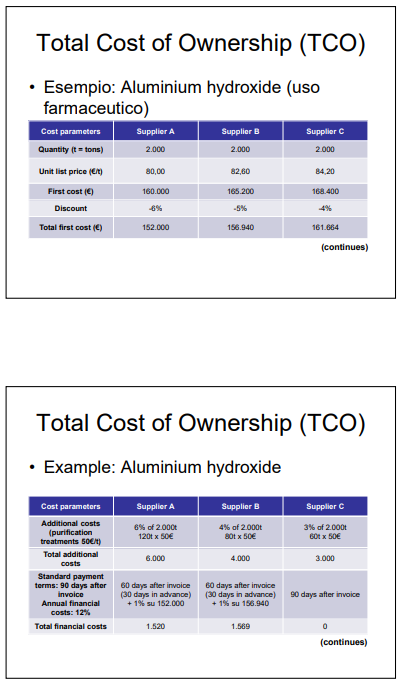 Total Cost of Ownership (TCO)
• Esempio: Aluminium hydroxide (uso
farmaceutico)
Cost parameters Supplier A Supplier B Supplier C
Quantity (t = tons) 2.000 2.000 2.000
Unit list price (€/t) 80,00 82,60 84,20
First cost (€) 160.000 165.200 168.400
Discount -6% -5% -4%
Total first cost (€) 152.000 156.940 161.664
(continues)
Total Cost of Ownership (TCO)
• Example: Aluminium hydroxide
Cost parameters Supplier A Supplier B Supplier C
Additional costs
(purification
treatments 50€/t)
6% of 2.000t
120t x 50€
4% of 2.000t
80t x 50€
3% of 2.000t
60t x 50€
Total additional
costs
6.000 4.000 3.000
Standard payment
terms: 90 days after
invoice
Annual financial
costs: 12%
60 days after invoice
(30 days in advance)
+ 1% su 152.000
60 days after invoice
(30 days in advance)
+ 1% su 156.940
90 days after invoice
Total financial costs 1.520 1.569 0
(continues)